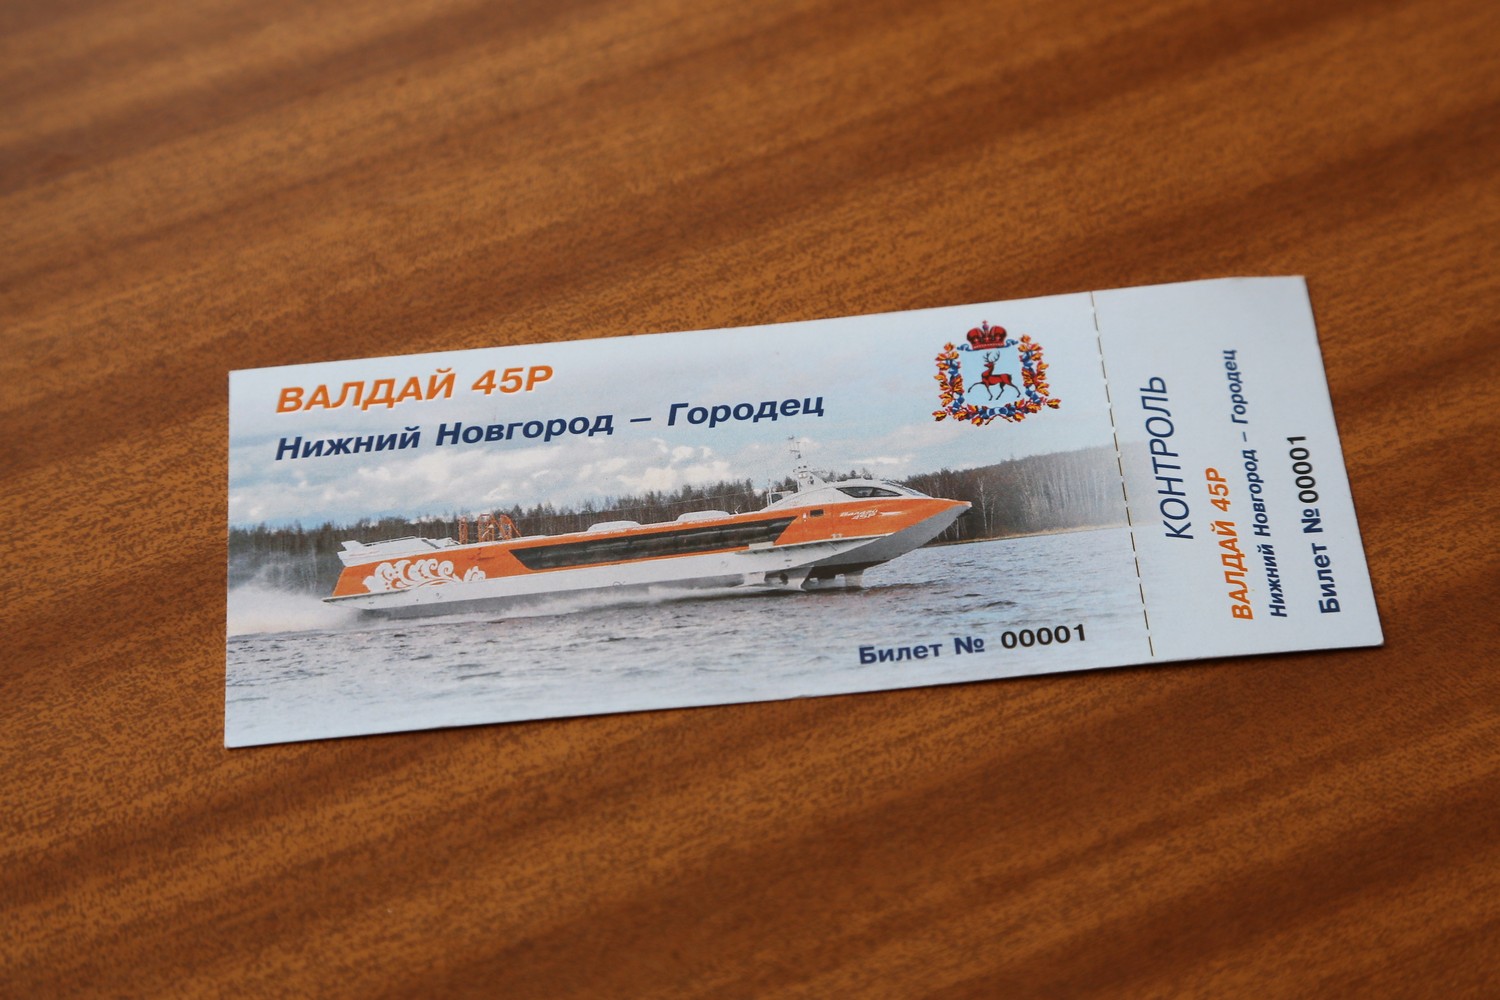 ВАЛДАЙ 45Р
Нижний Новгород – Городец
Билет № 00001
КОНТРОЛЬ
ВАЛДАЙ 45Р
Нижний Новгород – Городец
Билет № 00001